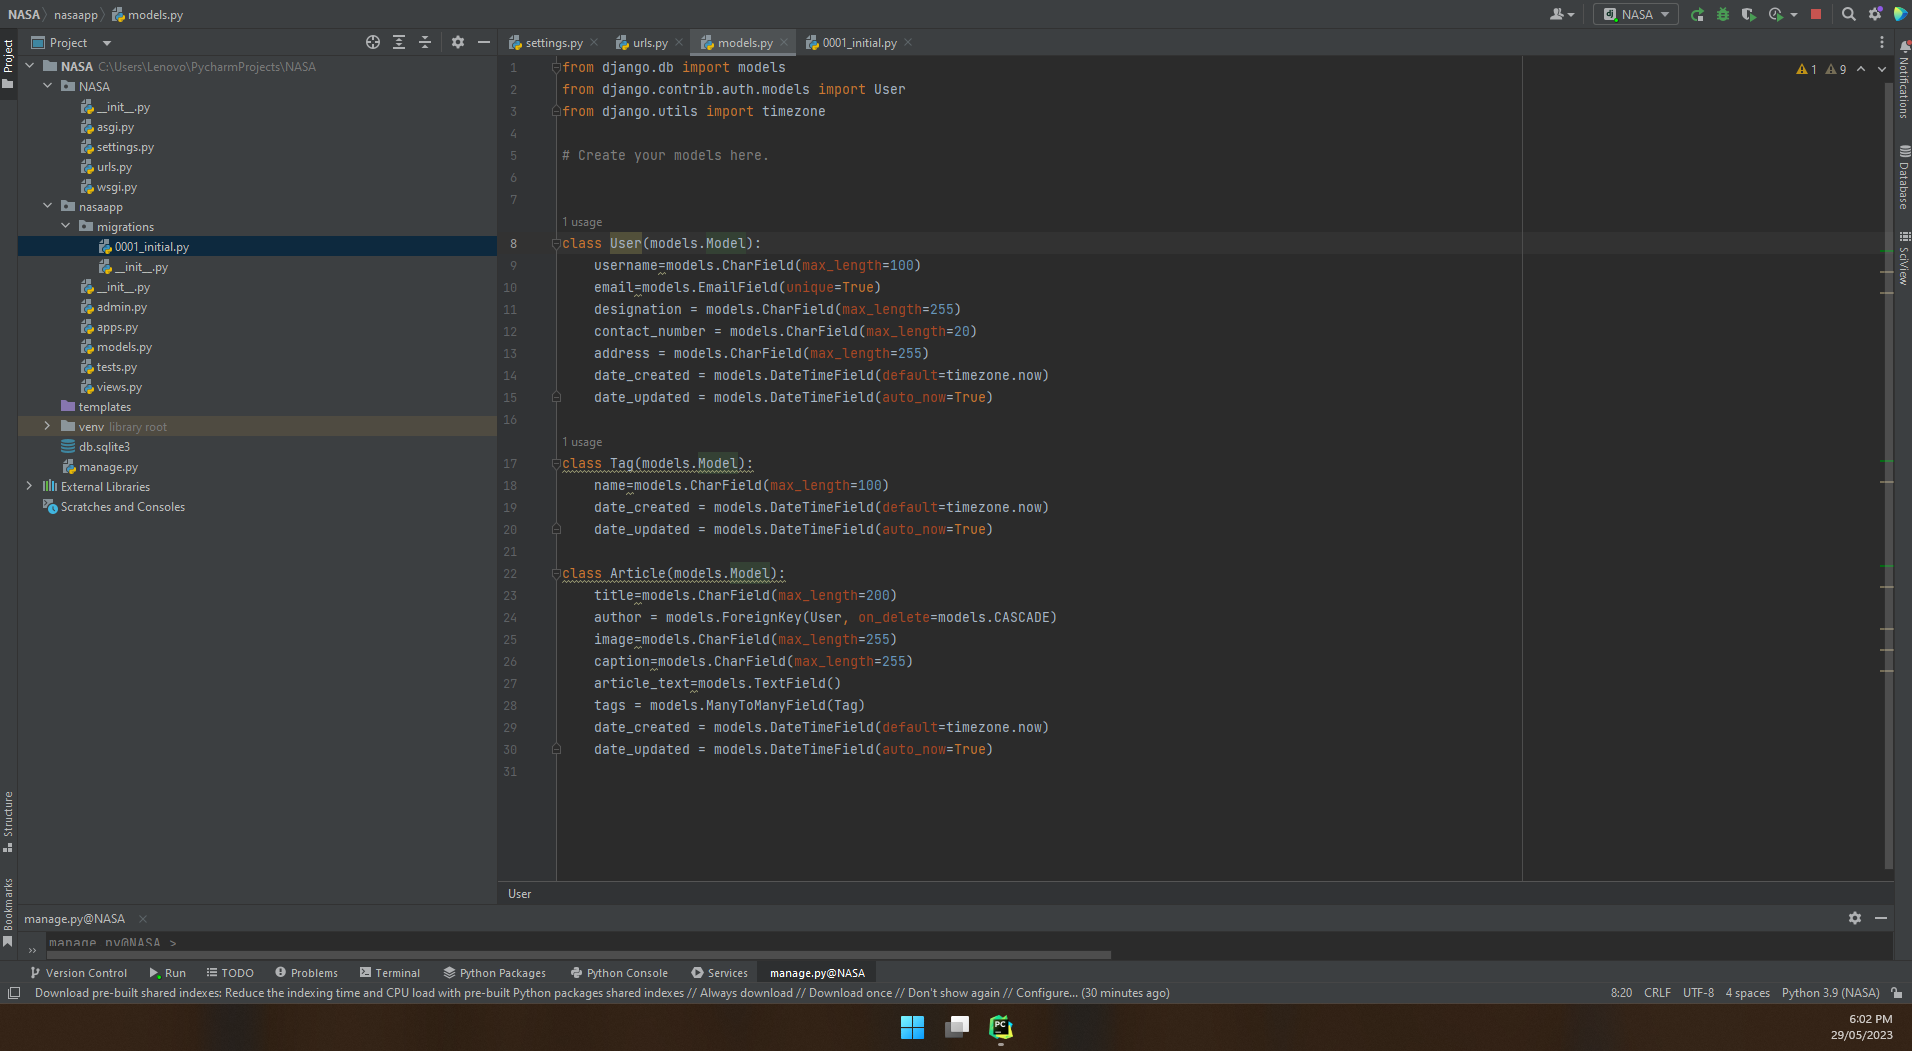 NASA nasaapp models.py
NASA
Project
settings.py urls.py models.py 0001_initial.py
Project
NASA C:\Users\Lenovo\PycharmProjects\NASA
NASA
__init__.py
asgi.py
settings.py
urls.py
wsgi.py
nasaapp
migrations
0001_initial.py
__init__.py
__init__.py
admin.py
apps.py
models.py
tests.py
views.py
templates
venv library root
db.sqlite3
manage.py
External Libraries
Scratches and Consoles
Structure
Bookmarks
1 from django.db import models
2 from django.contrib.auth.models import User
3 from django.utils import timezone
4
5 # Create your models here.
6
7
1 usage
8 class User(models.Model):
9 username=models.CharField(max_length=100)
10 email=models.EmailField(unique=True)
11 designation = models.CharField(max_length=255)
12 contact_number = models.CharField(max_length=20)
13 address = models.CharField(max_length=255)
14 date_created = models.DateTimeField(default=timezone.now)
15 date_updated = models.DateTimeField(auto_now=True)
16
1 usage
17 class Tag(models.Model):
18 name=models.CharField(max_length=100)
19 date_created = models.DateTimeField(default=timezone.now)
20 date_updated = models.DateTimeField(auto_now=True)
21
22 class Article(models.Model):
23 title=models.CharField(max_length=200)
24 author = models.ForeignKey(User, on_delete=models.CASCADE)
25 image=models.CharField(max_length=255)
26 caption=models.CharField(max_length=255)
27 article_text=models.TextField()
28 tags = models.ManyToManyField(Tag)
29 date_created = models.DateTimeField(default=timezone.now)
30 date_updated = models.DateTimeField(auto_now=True)
31
1 9
Notifications
Database
SciView
User
manage.py@NASA
manage.py@NASA >
Version Control Run TODO Problems Terminal Python Packages Python Console Services manage.py@NASA
Download pre-built shared indexes: Reduce the indexing time and CPU load with pre-built Python packages shared indexes // Always download // Download once // Don't show again // Configure... (30 minutes ago) 8:20 CRLF UTF-8 4 spaces Python 3.9 (NASA)
PC
6:02 PM
29/05/2023